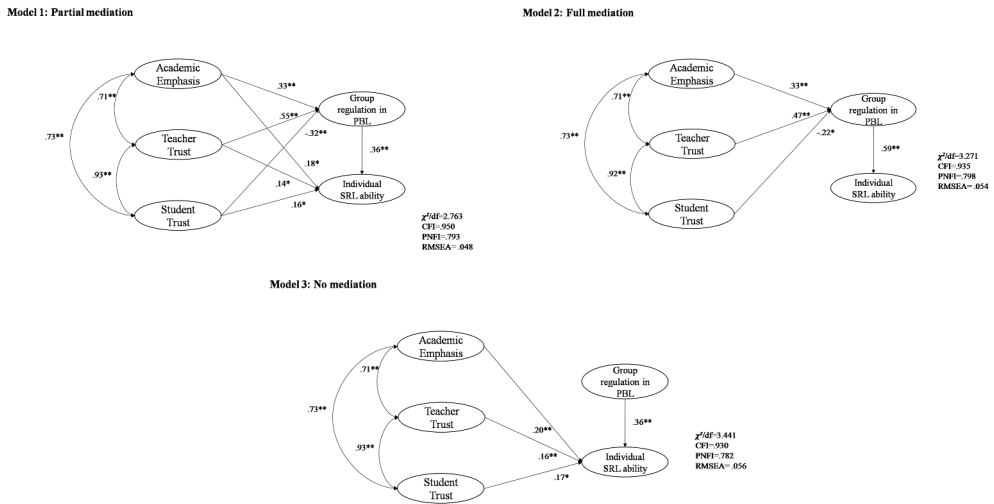 Model 1: Partial mediation
Academic
Emphasis
Teacher
Trust
Student
Trust
Group
regulation in
PBL
Individual
SRL ability
.71**
.73**
.93**
.33**
.55**
-.32**
.18*
.14*
.16*
.36**
χ²/df=2.763
CFI=.950
PNFI=.793
RMSEA= .048
Model 2: Full mediation
Academic
Emphasis
Teacher
Trust
Student
Trust
Group
regulation in
PBL
Individual
SRL ability
.71**
.73**
.92**
.33**
.47**
-.22*
.59**
χ²/df=3.271
CFI=.935
PNFI=.798
RMSEA= .054
Model 3: No mediation
Academic
Emphasis
Teacher
Trust
Student
Trust
Group
regulation in
PBL
Individual
SRL ability
.71**
.73**
.93**
.20**
.16**
.17*
.36**
χ²/df=3.441
CFI=.930
PNFI=.782
RMSEA= .056